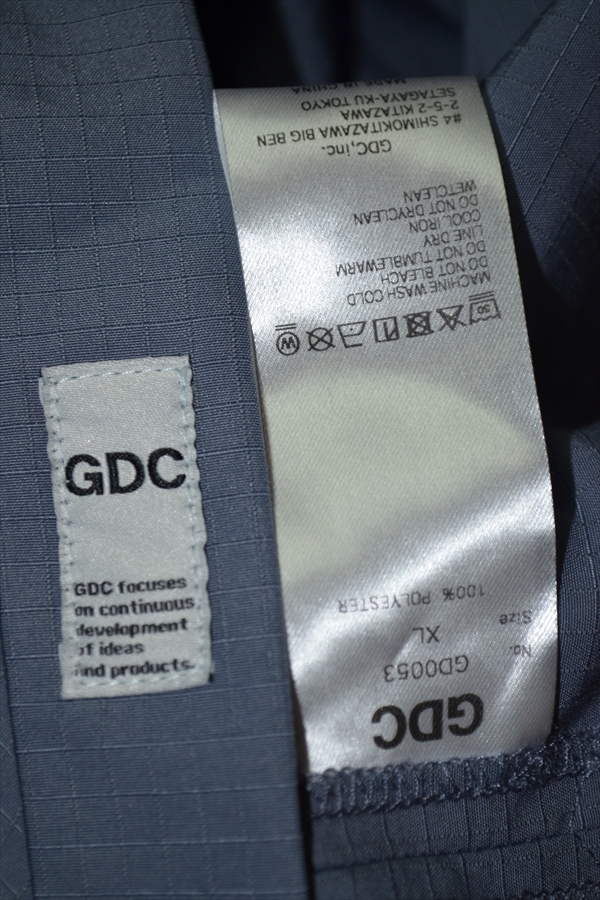 GDC
GDC focuses
on continuous
development
of ideas
and products.
GDC
No. GD0053
Size XL
100% POLYESTER
30 W
MACHINE WASH COLD
DO NOT BLEACH
DO NOT TUMBLEWARM
LINE DRY
COOL IRON
DO NOT DRYCLEAN
WETCLEAN
GDC,inc.
#4 SHIMOKITAZAWA BIG BEN
2-5-2 KITAZAWA
SETAGAYA-KU TOKYO
MADE IN CHINA